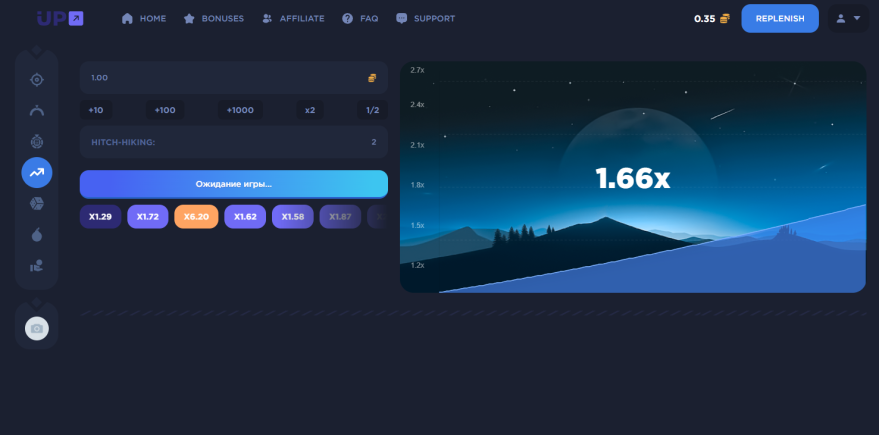 UP
HOME
BONUSES
AFFILIATE
FAQ
SUPPORT
0.35
REPLENISH
1.00
+10
+100
+1000
x2
1/2
HITCH-HIKING:
2
Ожидание игры...
X1.29
X1.72
X6.20
X1.62
X1.58
X1.87
2.7x
2.4x
2.1x
1.8x
1.5x
1.2x
1.66x